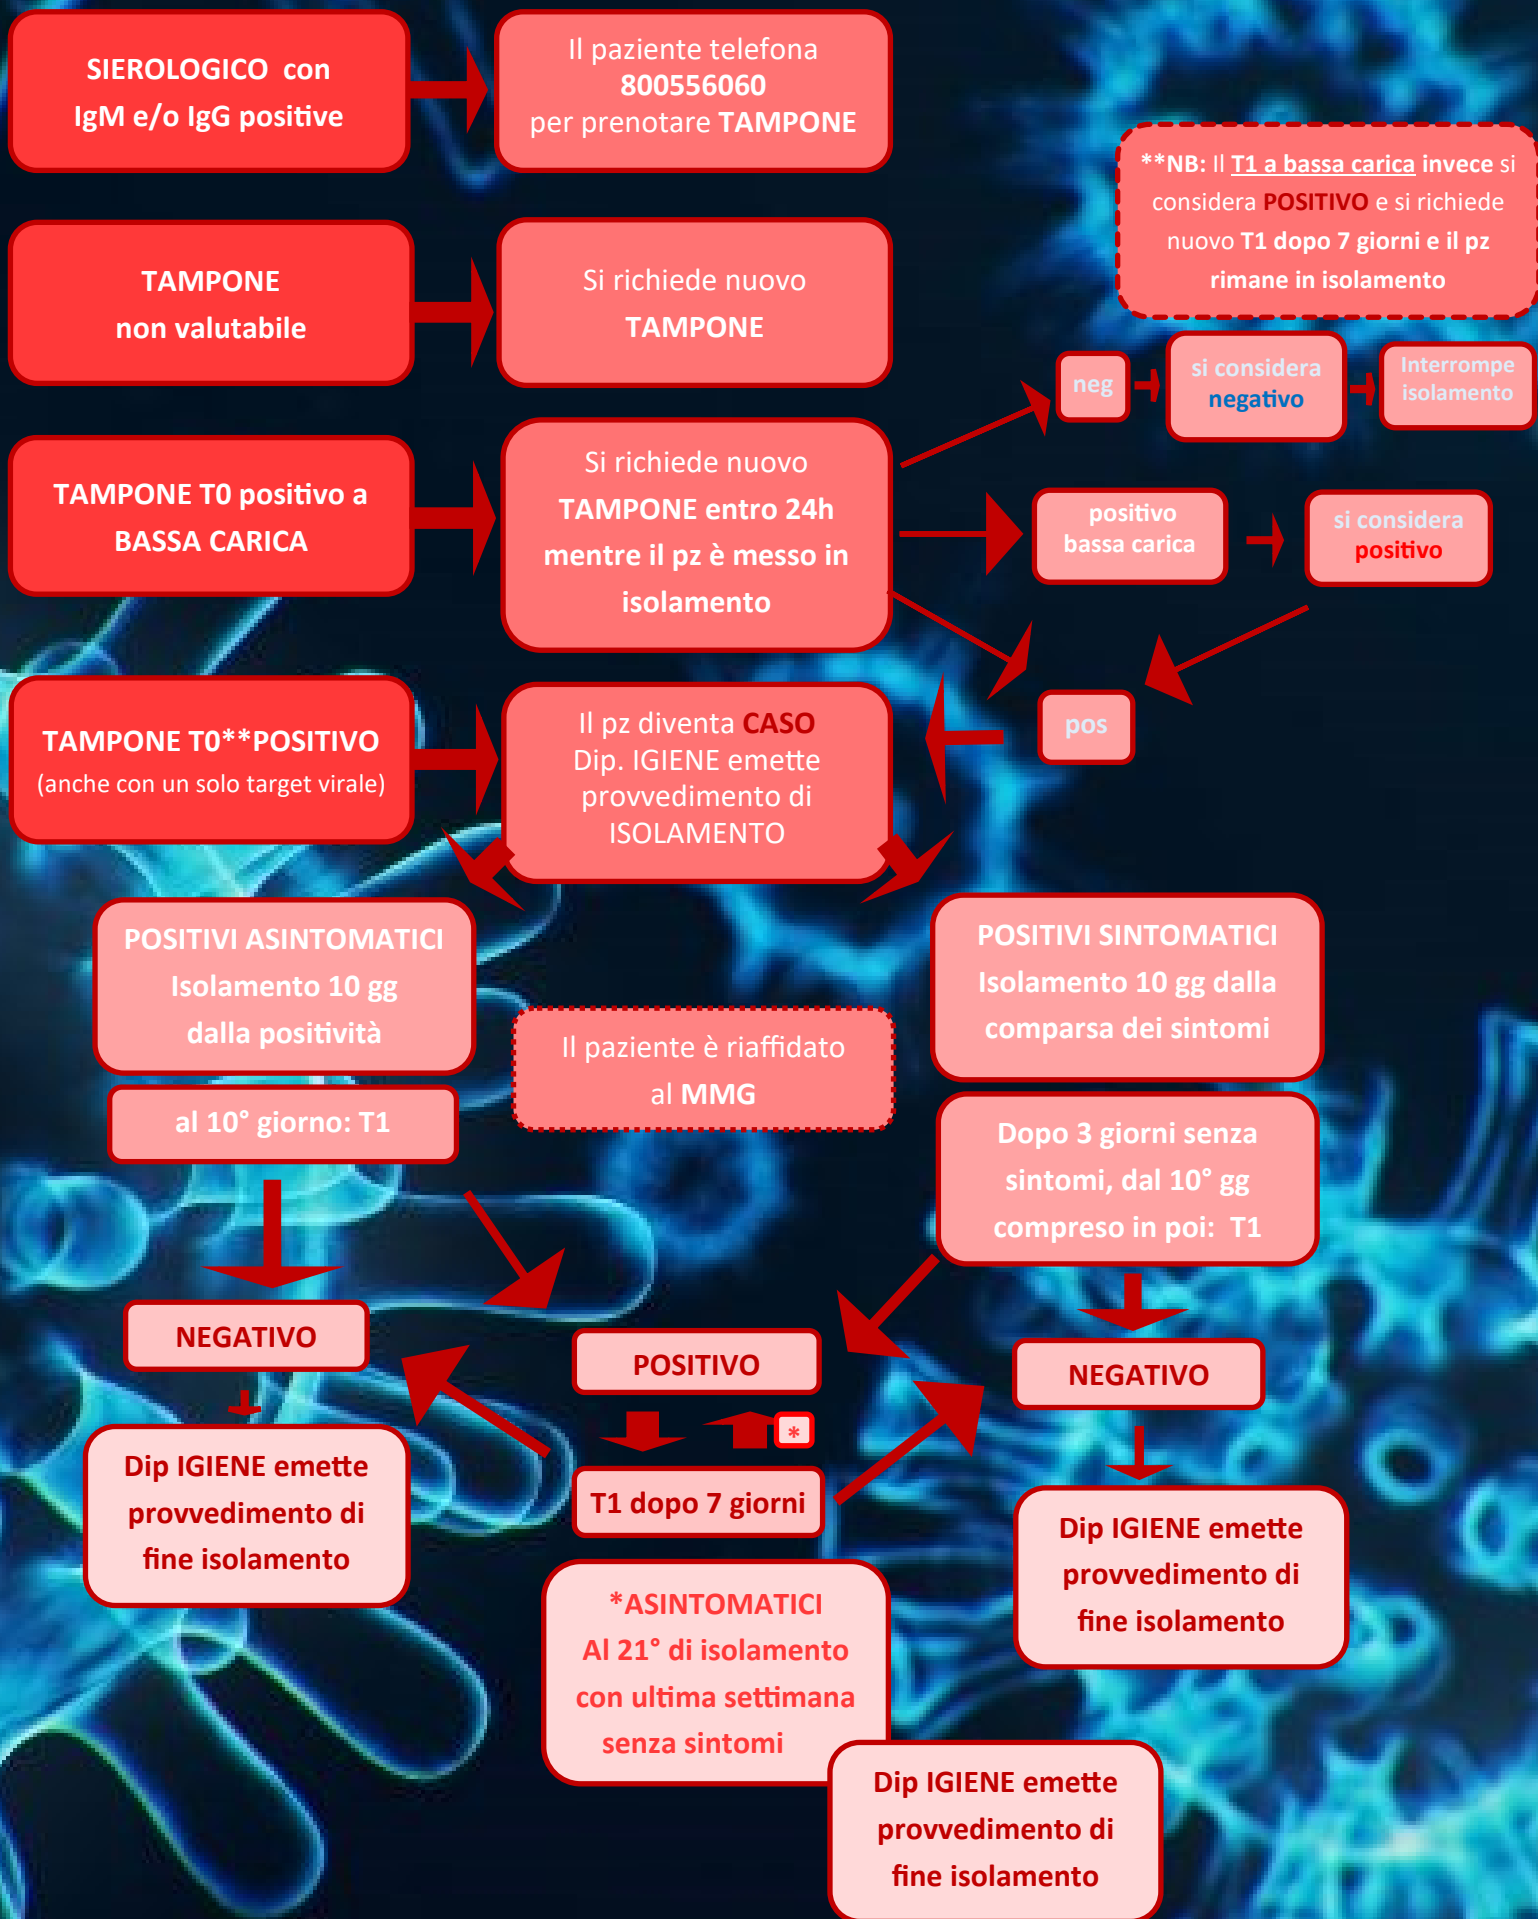 SIEROLOGICO con
IgM e/o IgG positive
Il paziente telefona
800556060
per prenotare TAMPONE
**NB: Il T1 a bassa carica invece si
considera POSITIVO e si richiede
nuovo T1 dopo 7 giorni e il pz
rimane in isolamento
TAMPONE
non valutabile
Si richiede nuovo
TAMPONE
neg
si considera
negativo
Interrompe
isolamento
TAMPONE T0 positivo a
BASSA CARICA
Si richiede nuovo
TAMPONE entro 24h
mentre il pz è messo in
isolamento
positivo
bassa carica
si considera
positivo
TAMPONE T0**POSITIVO
(anche con un solo target virale)
Il pz diventa CASO
Dip. IGIENE emette
provvedimento di
ISOLAMENTO
pos
POSITIVI ASINTOMATICI
Isolamento 10 gg
dalla positività
POSITIVI SINTOMATICI
Isolamento 10 gg dalla
comparsa dei sintomi
Il paziente è riaffidato
al MMG
al 10° giorno: T1
Dopo 3 giorni senza
sintomi, dal 10° gg
compreso in poi: T1
NEGATIVO
POSITIVO
NEGATIVO
*
Dip IGIENE emette
provvedimento di
fine isolamento
T1 dopo 7 giorni
Dip IGIENE emette
provvedimento di
fine isolamento
*ASINTOMATICI
Al 21° di isolamento
con ultima settimana
senza sintomi
Dip IGIENE emette
provvedimento di
fine isolamento